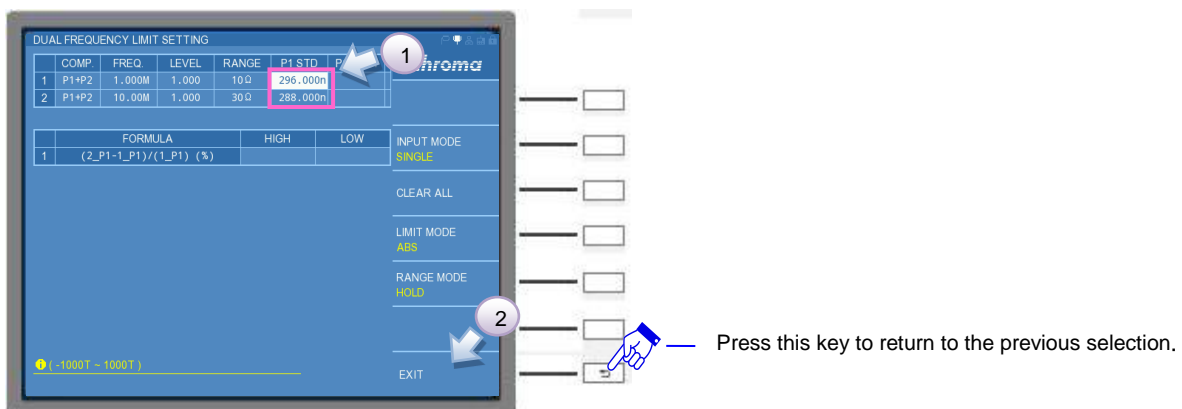 DUAL FREQUENCY LIMIT SETTING
COMP. FREQ. LEVEL RANGE P1 STD
1 P1+P2 1.000M 1.000 10Ω 296.000n
2 P1+P2 10.00M 1.000 30Ω 288.000n
1
hroma
FORMULA HIGH LOW
1 (2_P1-1_P1)/(1_P1) (%)
INPUT MODE
SINGLE
CLEAR ALL
LIMIT MODE
ABS
RANGE MODE
HOLD
2
EXIT
( -1000T ~ 1000T )
Press this key to return to the previous selection.